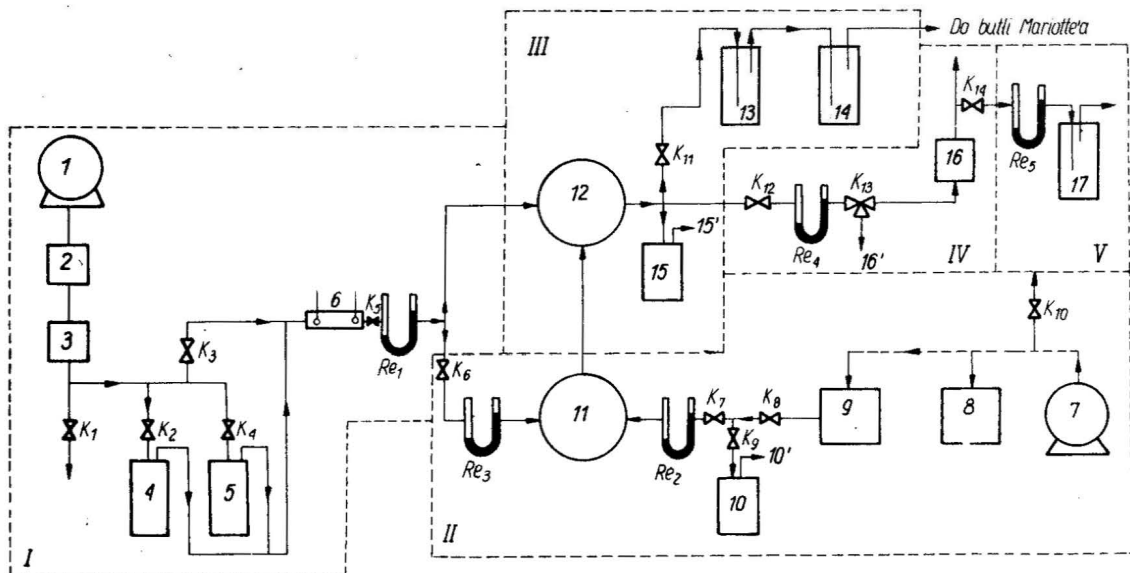 III
Do butli Mariotte'a
13
14
K14
K11
16
Re5
17
1
12
K12
K13
15'
15
Re4
16'
IV
V
2
6
K5
K10
3
K3
Re1
K6
K1
K2
K4
11
K7
K8
9
8
7
K9
10'
4
5
Re3
Re2
10
I
II